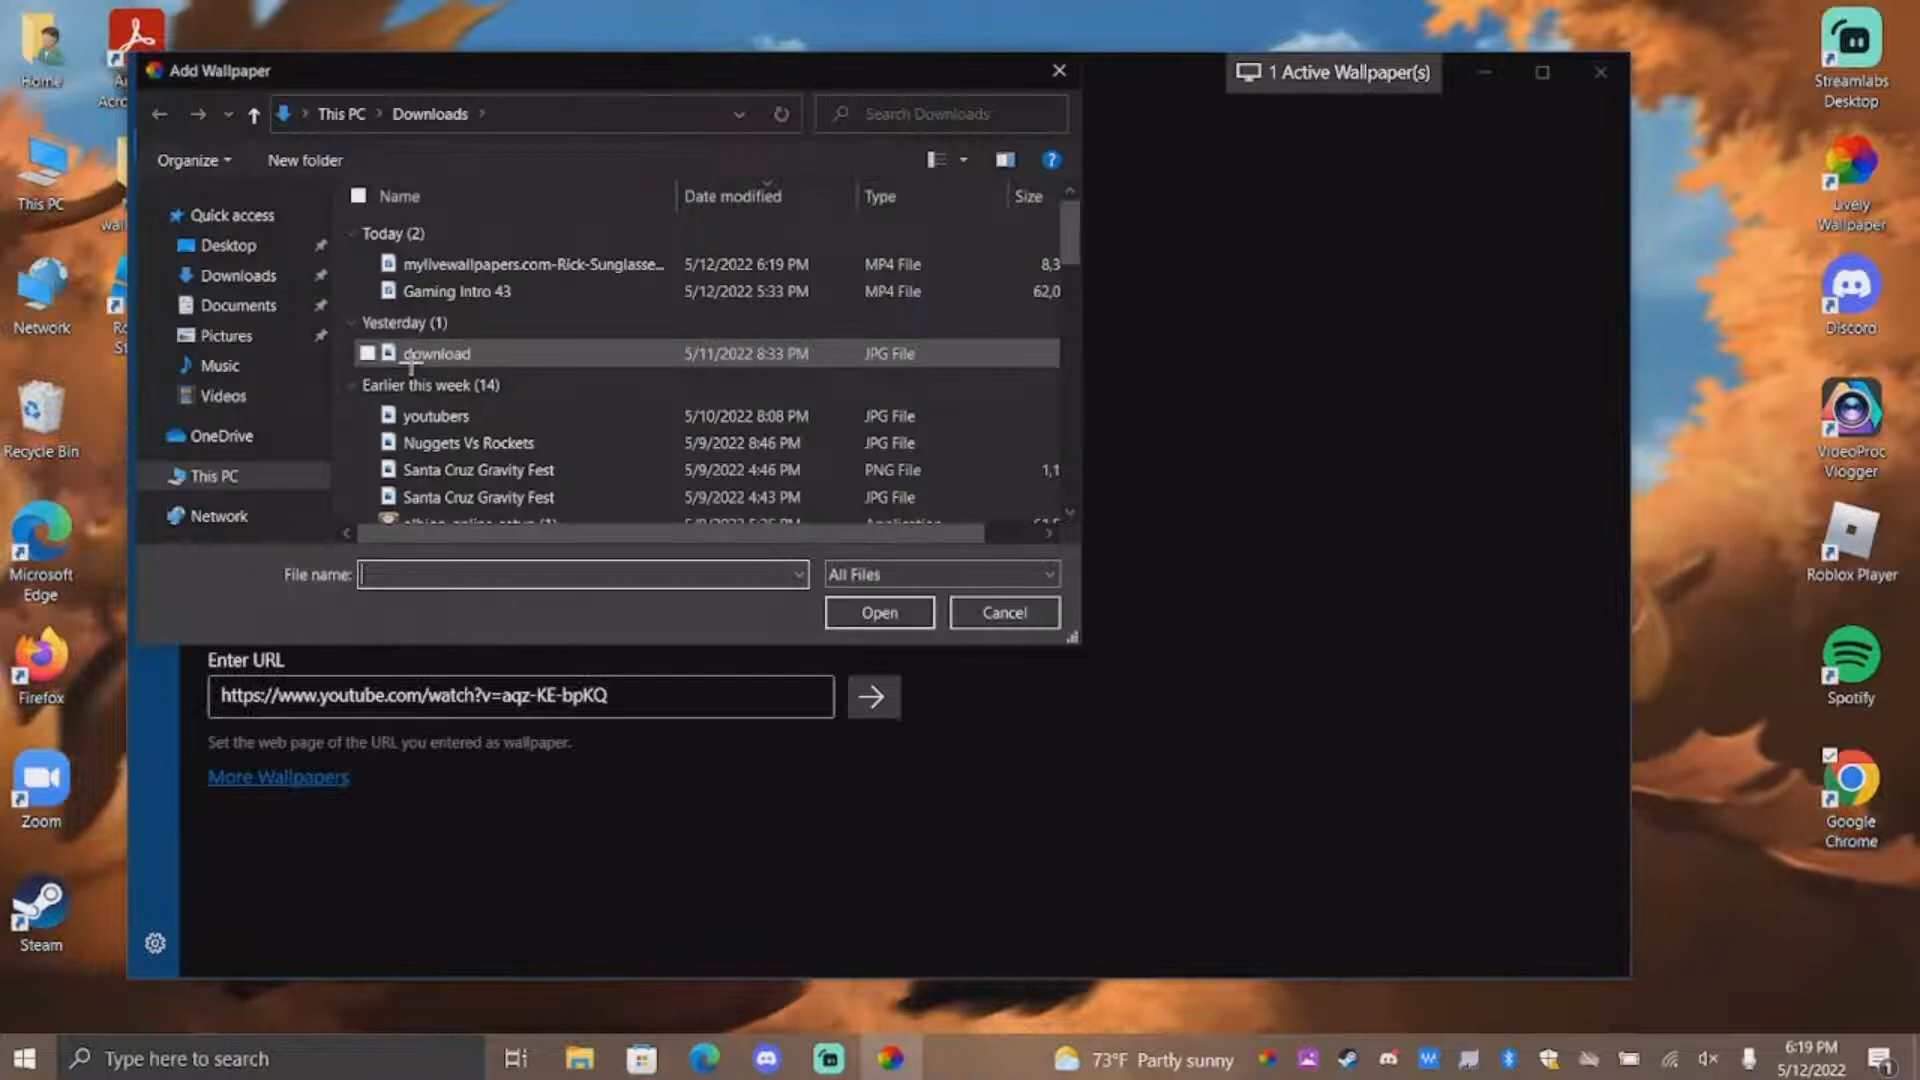 Home
This PC
Network
Recycle Bin
Microsoft
Edge
Firefox
Zoom
Steam
Add Wallpaper
1 Active Wallpaper(s)
This PC
Downloads
Search Downloads
Organize
New folder
Name
Date modified
Type
Size
Quick access
Desktop
Downloads
Documents
Pictures
Music
Videos
OneDrive
This PC
Network
Today (2)
mylivewallpapers.com-Rick-Sunglasse... 5/12/2022 6:19 PM MP4 File 8,3
Gaming Intro 43 5/12/2022 5:33 PM MP4 File 62,0
Yesterday (1)
download 5/11/2022 8:33 PM JPG File
Earlier this week (14)
youtubers 5/10/2022 8:08 PM JPG File
Nuggets Vs Rockets 5/9/2022 8:46 PM JPG File
Santa Cruz Gravity Fest 5/9/2022 4:46 PM PNG File 1,1
Santa Cruz Gravity Fest 5/9/2022 4:43 PM JPG File
File name:
All Files
Open
Cancel
Enter URL
https://www.youtube.com/watch?v=aqz-KE-bpKQ
Set the web page of the URL you entered as wallpaper.
More Wallpapers
Streamlabs
Desktop
Lively
Wallpaper
Discord
VideoProc
Vlogger
Roblox Player
Spotify
Google
Chrome
Type here to search
73°F Partly sunny
6:19 PM
5/12/2022
1